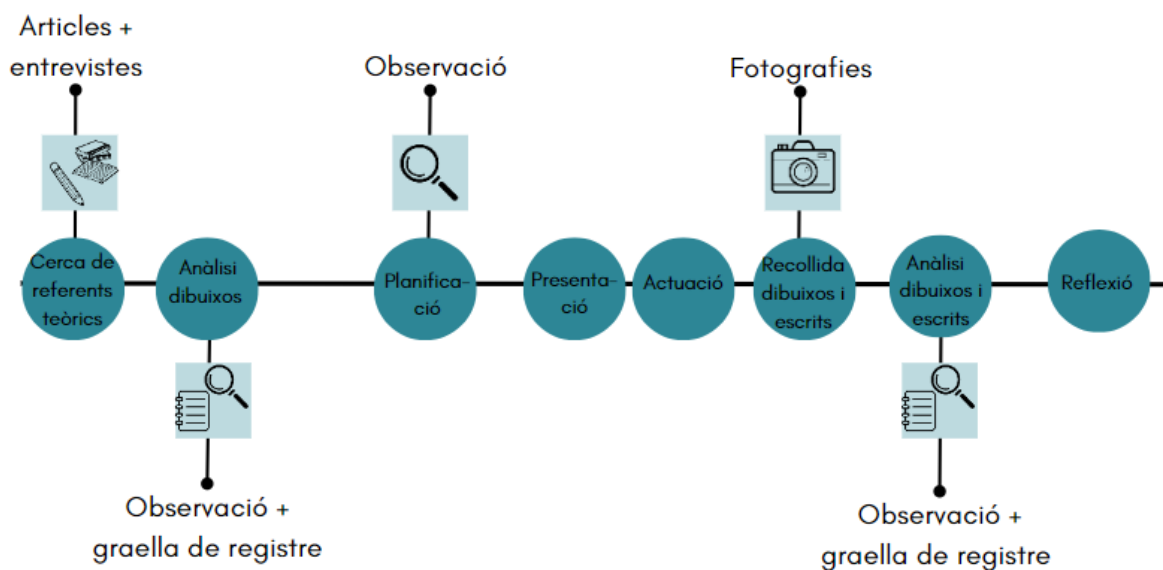 Articles +
entrevistes
Observació
Fotografies
Cerca de
referents
teòrics
Anàlisi
dibuixos
Planifica-
ció
Presenta-
ció
Actuació
Recollida
dibuixos i
escrits
Anàlisi
dibuixos i
escrits
Reflexió
Observació +
graella de registre
Observació +
graella de registre